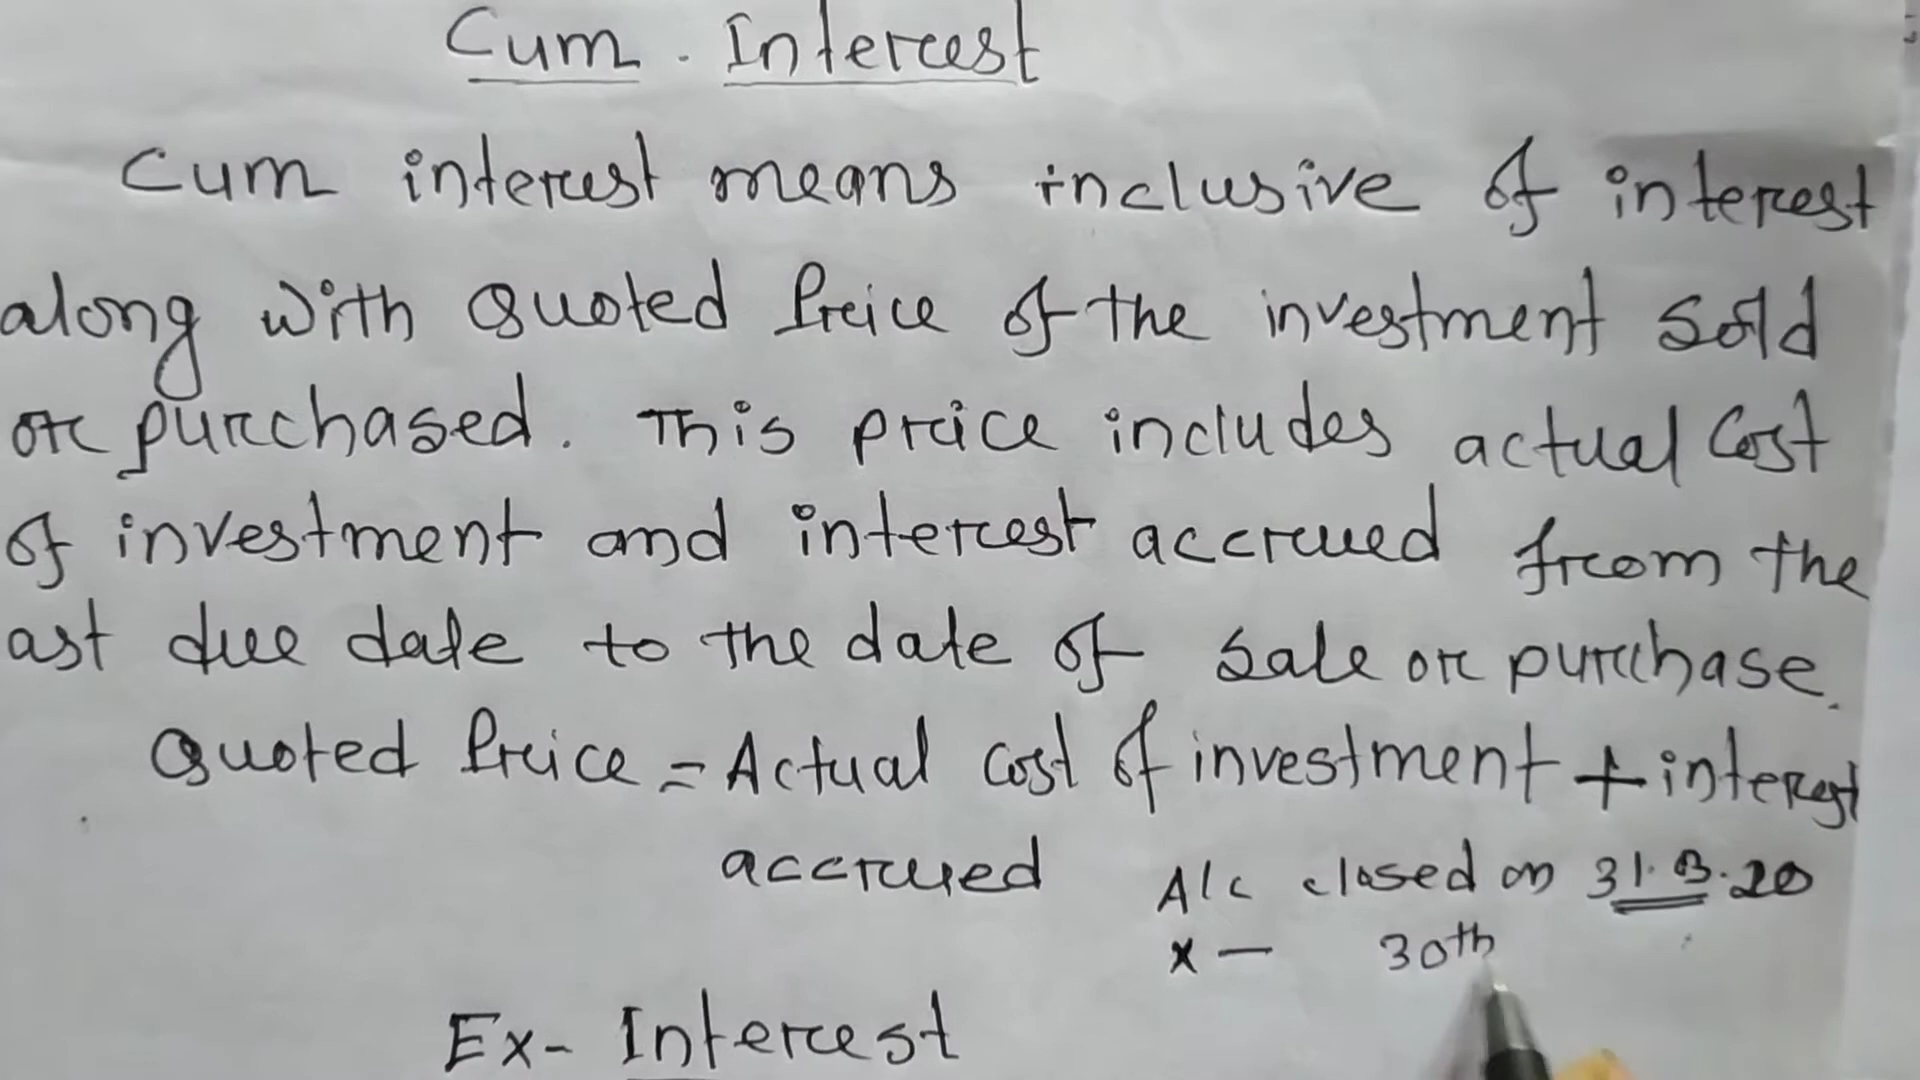 Cum - Interest
Cum interest means inclusive of interest
along with Quoted Price of the investment sold
or purchased. This price includes actual Cost
of investment and interest accrued from the
ast due date to the date of sale or purchase.
Quoted Price = Actual cost of investment + interest
accrued
A/c closed on 31.3.20
x - 30th
Ex- Interest